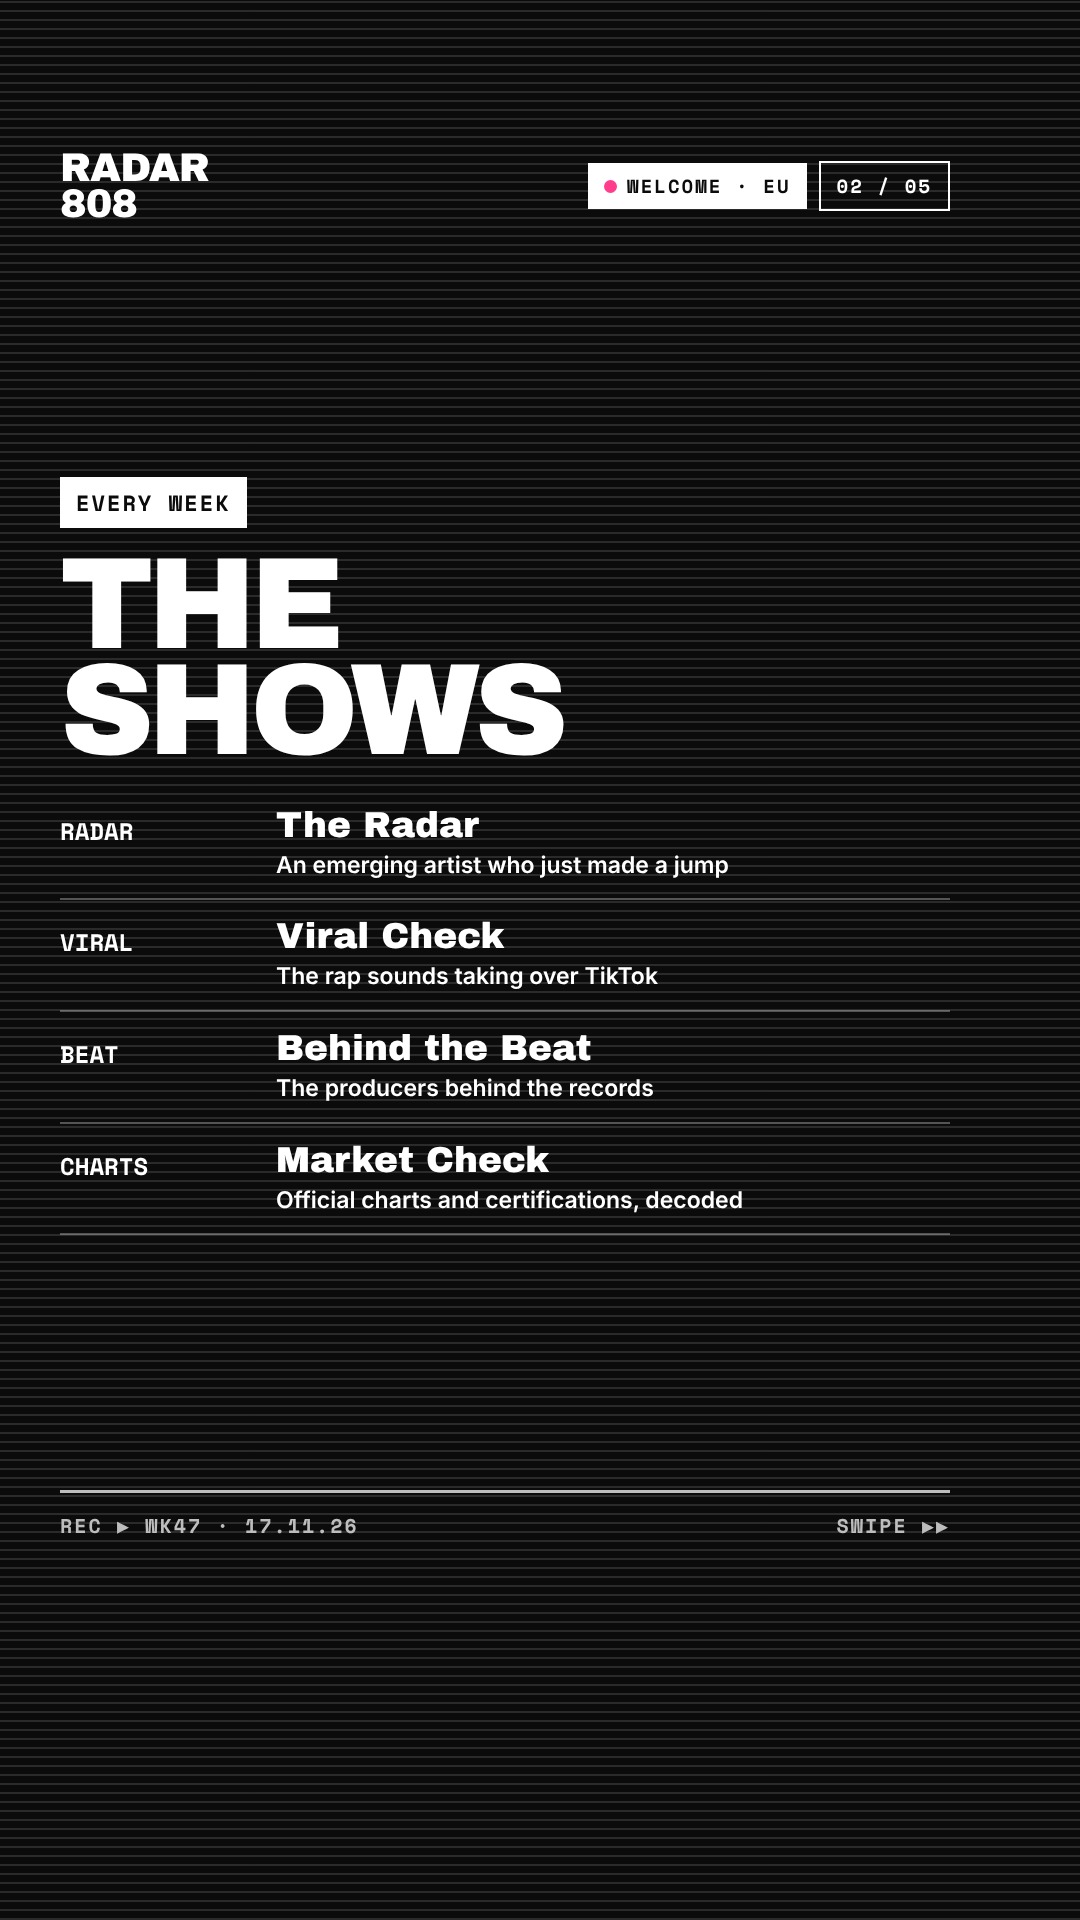 RADAR
808
WELCOME · EU
02 / 05
EVERY WEEK
THE
SHOWS
RADAR
The Radar
An emerging artist who just made a jump
VIRAL
Viral Check
The rap sounds taking over TikTok
BEAT
Behind the Beat
The producers behind the records
CHARTS
Market Check
Official charts and certifications, decoded
REC ▶ WK47 · 17.11.26
SWIPE ▶▶